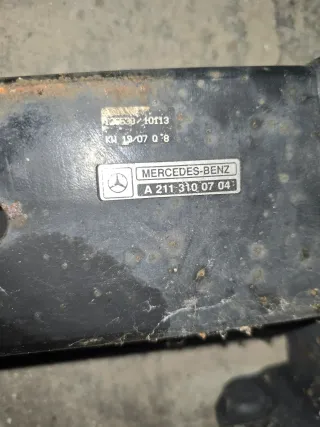 KW 19/07 0 8
MERCEDES-BENZ
A 211 310 07 04